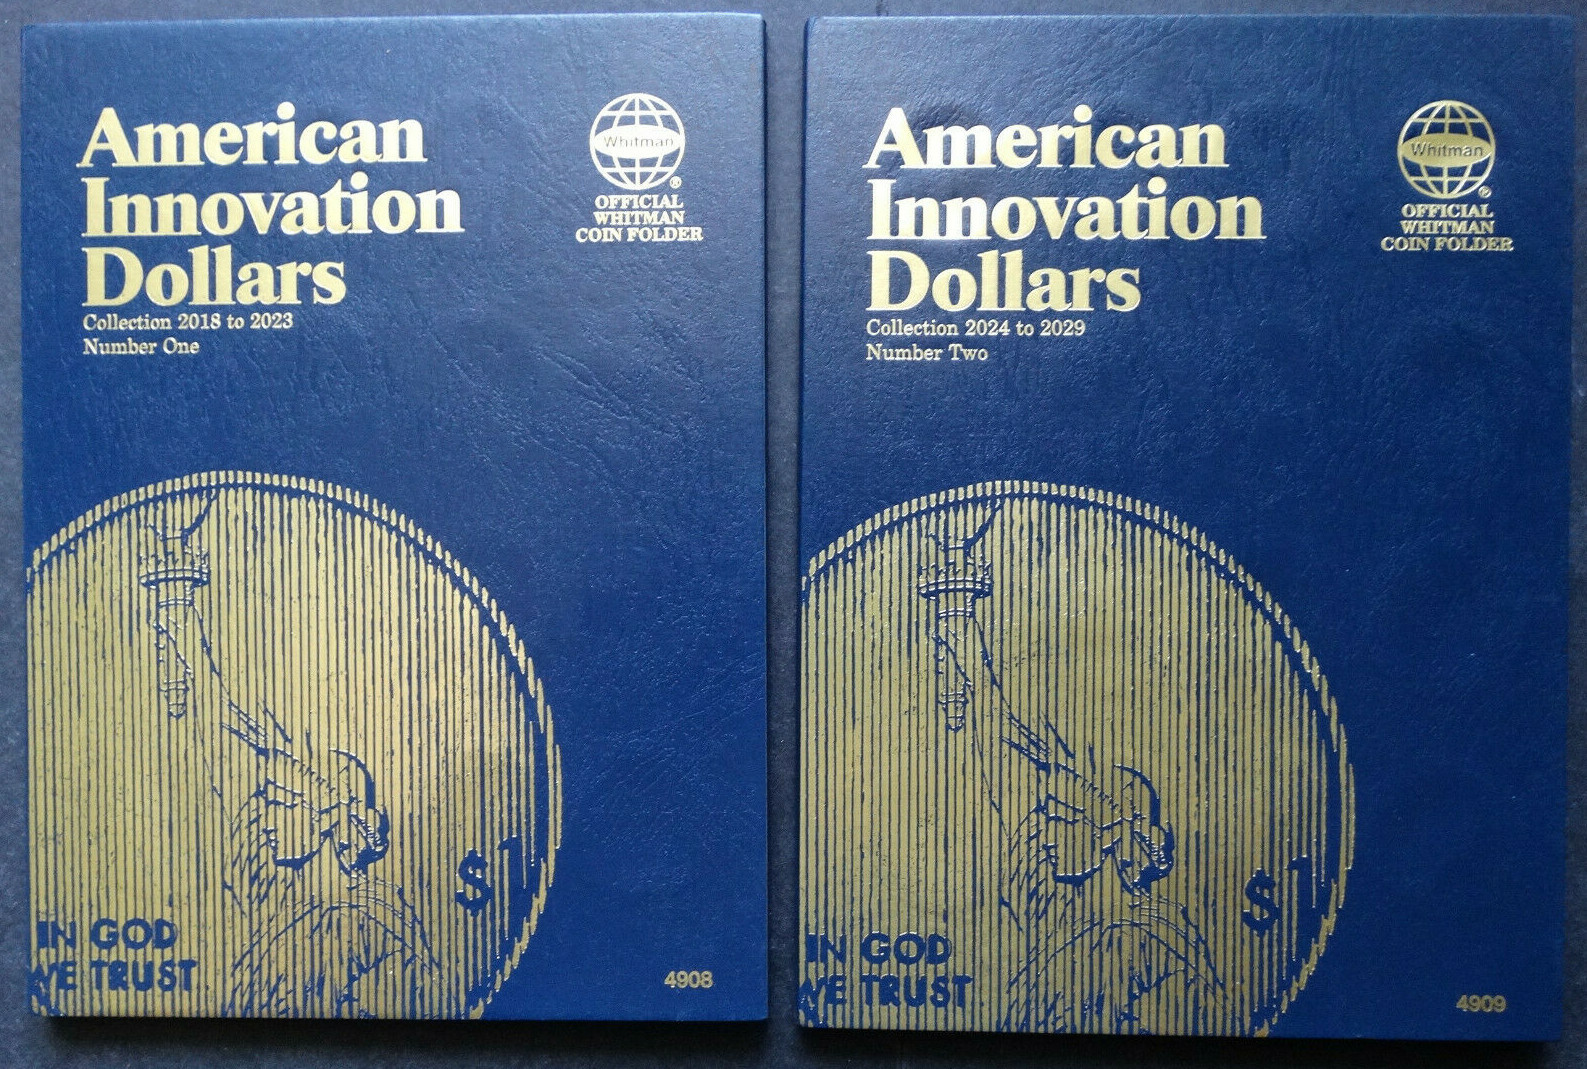 American
Innovation
Dollars
Collection 2018 to 2023
Number One
Whitman
®
OFFICIAL
WHITMAN
COIN FOLDER
$1
IN GOD
WE TRUST
4908
American
Innovation
Dollars
Collection 2024 to 2029
Number Two
Whitman
®
OFFICIAL
WHITMAN
COIN FOLDER
$1
IN GOD
WE TRUST
4909